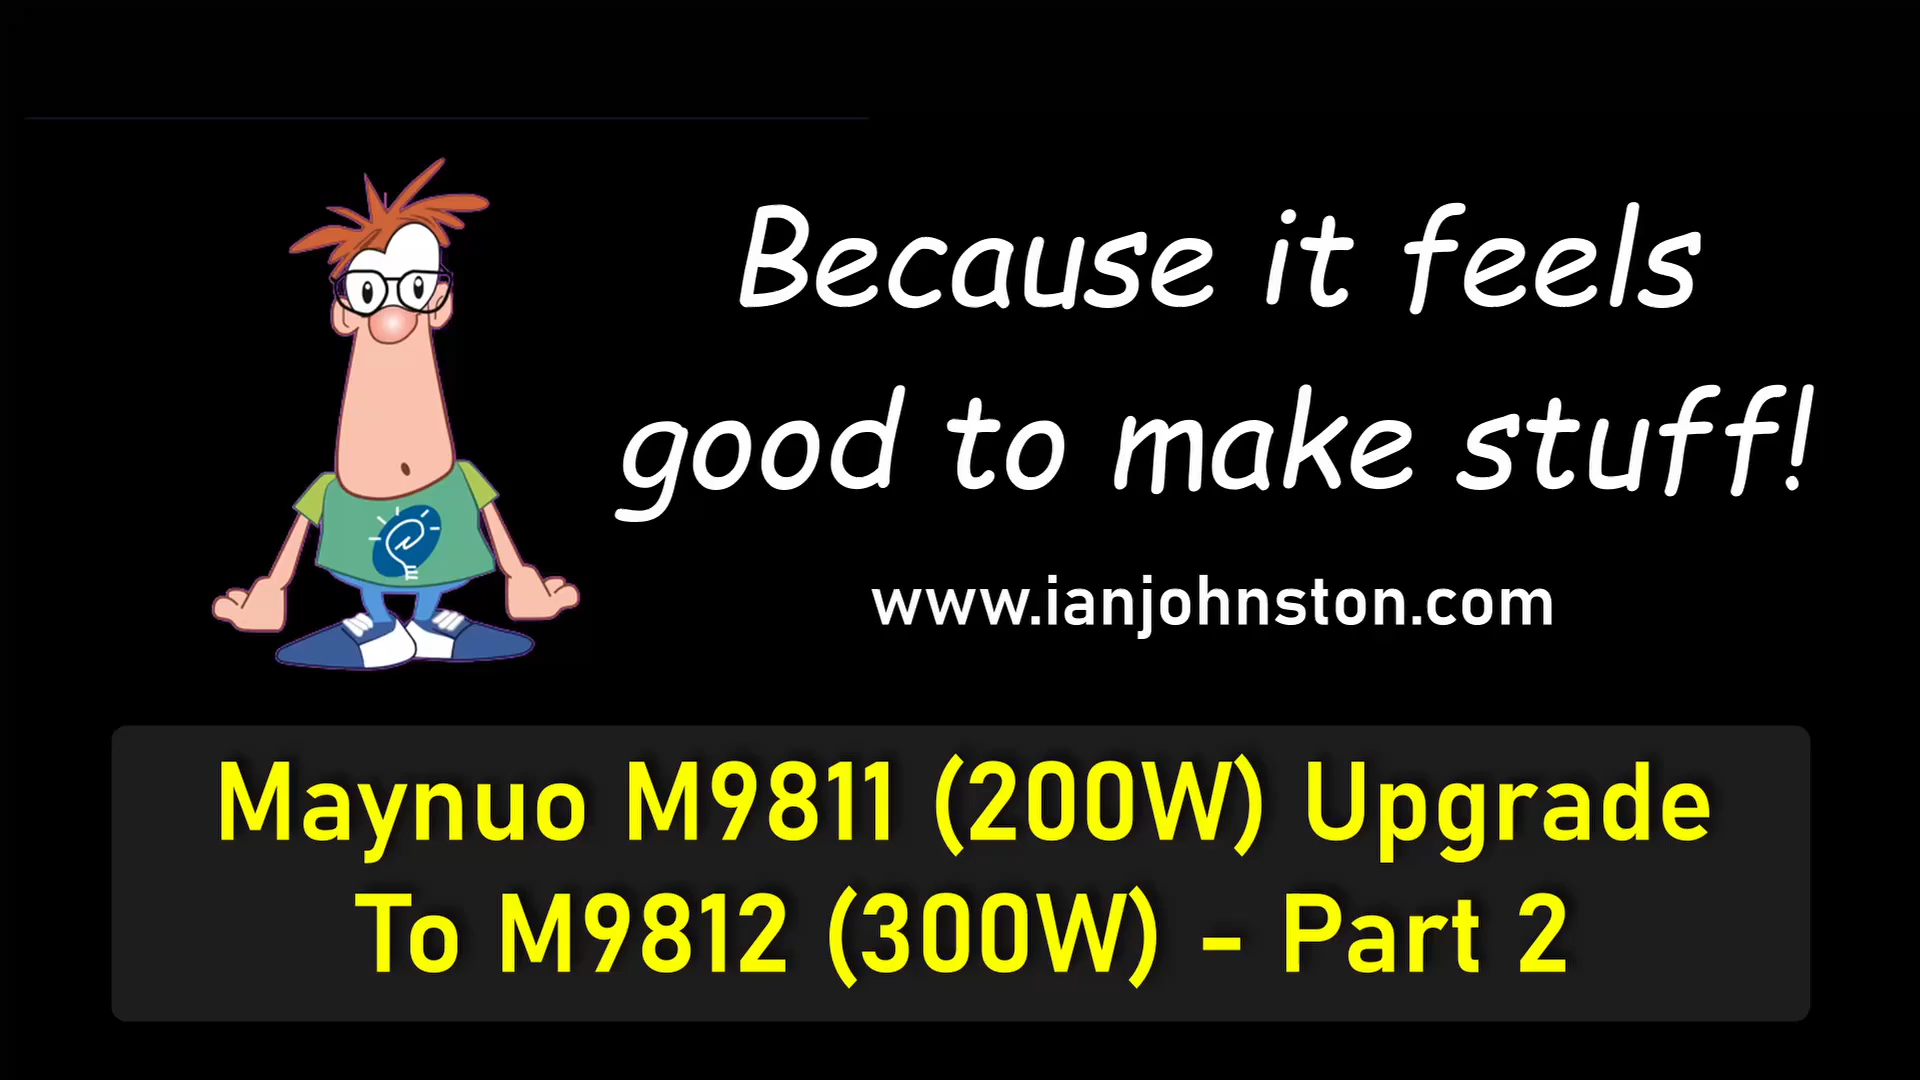 Because it feels
good to make stuff!
www.ianjohnston.com
Maynuo M9811 (200W) Upgrade
To M9812 (300W) - Part 2